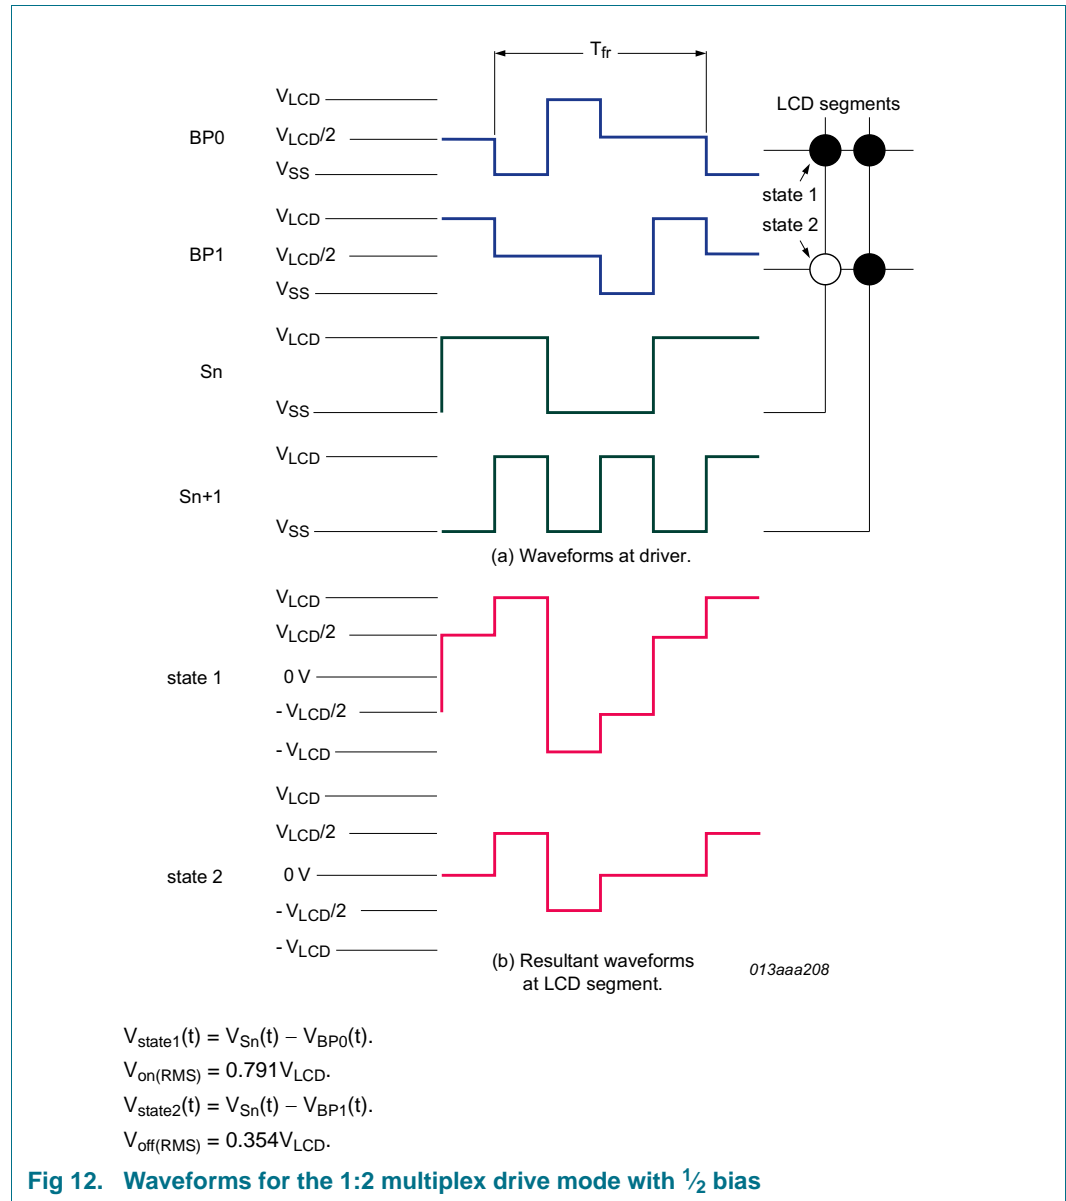 Tfr
VLCD
LCD segments
BP0
VLCD/2
VSS
state 1
VLCD
state 2
BP1
VLCD/2
VSS
VLCD
Sn
VSS
VLCD
Sn+1
VSS
(a) Waveforms at driver.
VLCD
VLCD/2
state 1
0 V
- VLCD/2
- VLCD
VLCD
VLCD/2
state 2
0 V
- VLCD/2
- VLCD
(b) Resultant waveforms
at LCD segment.
013aaa208
Vstate1(t) = VSn(t) − VBP0(t).
Von(RMS) = 0.791VLCD.
Vstate2(t) = VSn(t) − VBP1(t).
Voff(RMS) = 0.354VLCD.
Fig 12. Waveforms for the 1:2 multiplex drive mode with 1⁄2 bias